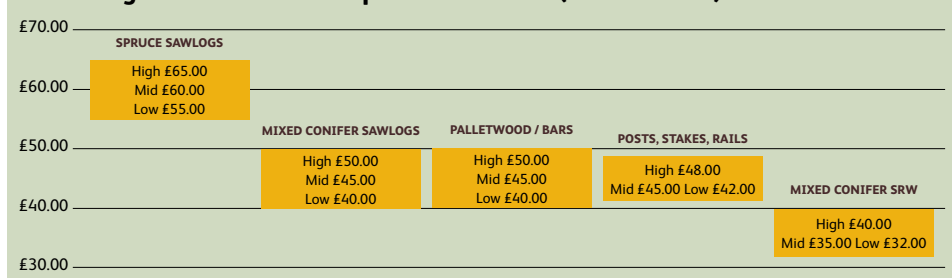 £70.00
SPRUCE SAWLOGS
High £65.00
Mid £60.00
Low £55.00
£60.00
MIXED CONIFER SAWLOGS
High £50.00
Mid £45.00
Low £40.00
PALLETWOOD / BARS
High £50.00
Mid £45.00
Low £40.00
POSTS, STAKES, RAILS
High £48.00
Mid £45.00 Low £42.00
MIXED CONIFER SRW
High £40.00
Mid £35.00 Low £32.00
£50.00
£40.00
£30.00